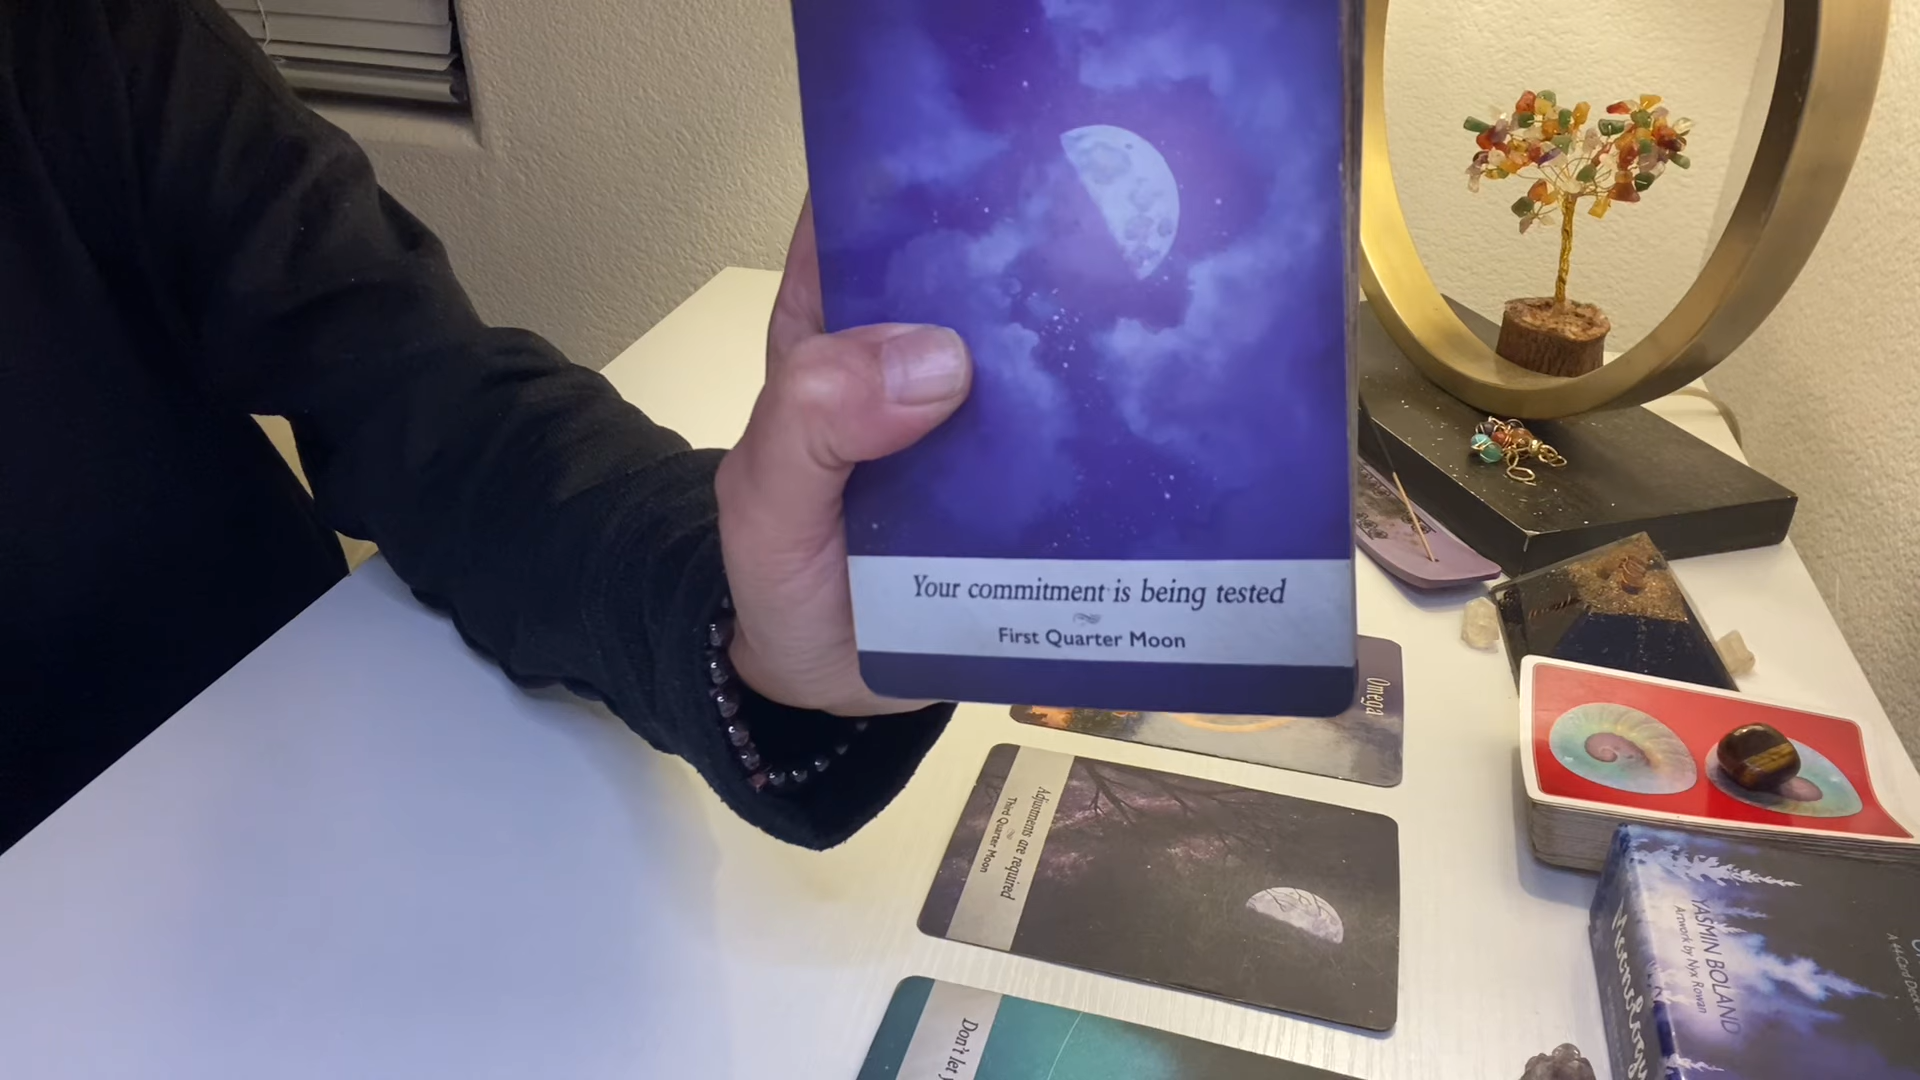 Your commitment is being tested
First Quarter Moon
Omega
Adjustments are required
Third Quarter Moon
Don't let
YASMIN BOLAND
Artwork by Nyx Rowan
Moonology